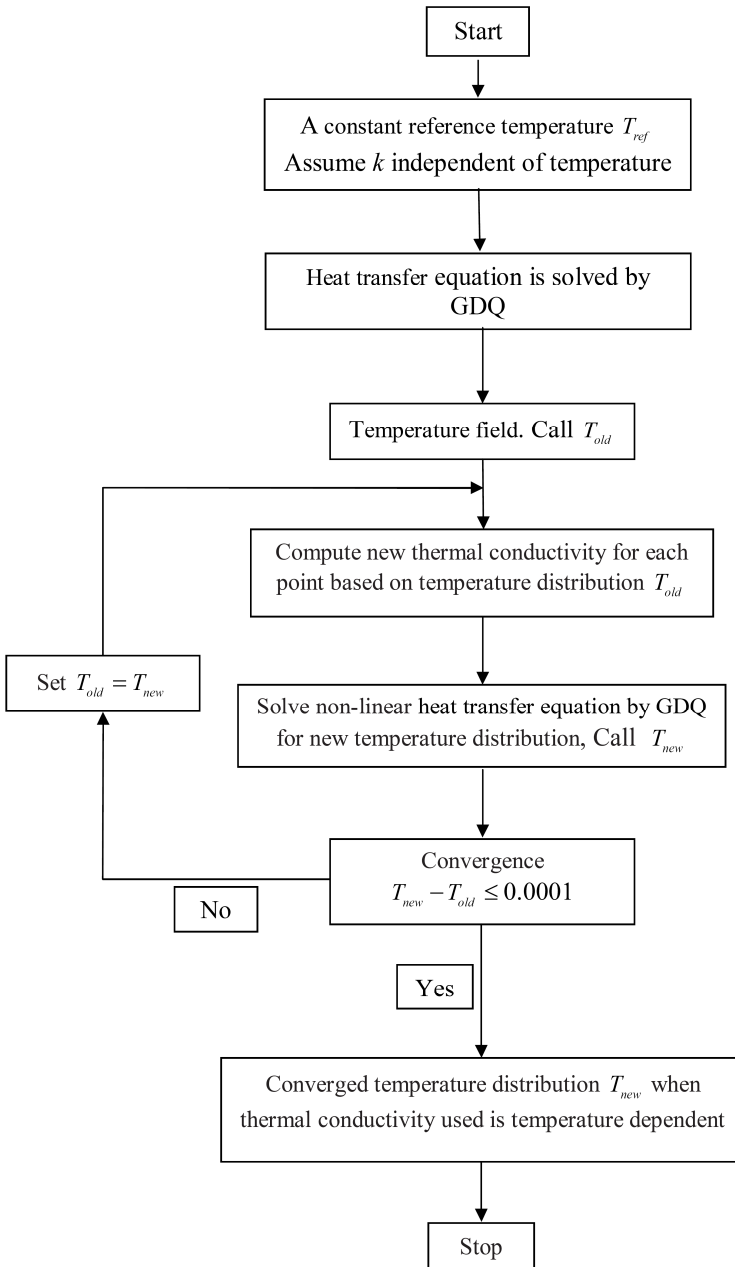 Start
A constant reference temperature T_ref
Assume k independent of temperature
Heat transfer equation is solved by
GDQ
Temperature field. Call T_old
Compute new thermal conductivity for each
point based on temperature distribution T_old
Set T_old = T_new
Solve non-linear heat transfer equation by GDQ
for new temperature distribution, Call T_new
Convergence
T_new − T_old ≤ 0.0001
No
Yes
Converged temperature distribution T_new when
thermal conductivity used is temperature dependent
Stop